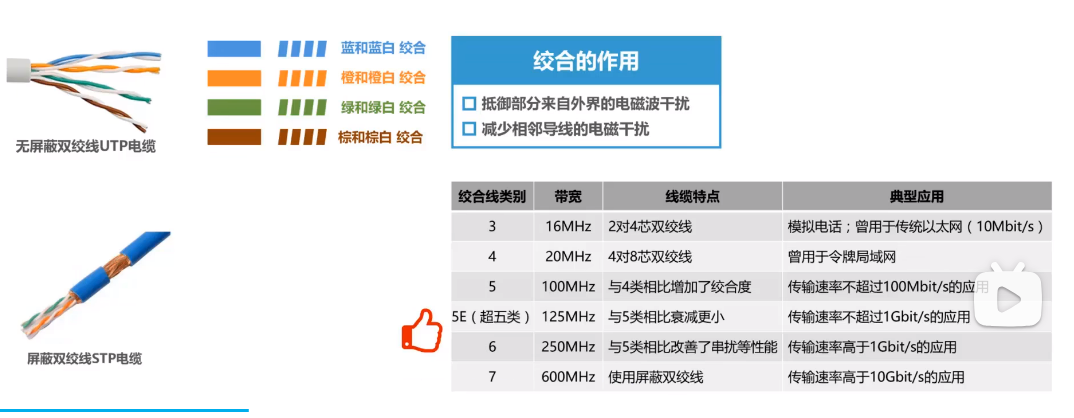 蓝和蓝白 绞合
橙和橙白 绞合
绿和绿白 绞合
棕和棕白 绞合
无屏蔽双绞线UTP电缆
绞合的作用
抵御部分来自外界的电磁波干扰
减少相邻导线的电磁干扰
屏蔽双绞线STP电缆
绞合线类别 带宽 线缆特点 典型应用
3 16MHz 2对4芯双绞线 模拟电话；曾用于传统以太网（10Mbit/s）
4 20MHz 4对8芯双绞线 曾用于令牌局域网
5 100MHz 与4类相比增加了绞合度 传输速率不超过100Mbit/s的应用
5E（超五类） 125MHz 与5类相比衰减更小 传输速率不超过1Gbit/s的应用
6 250MHz 与5类相比改善了串扰等性能 传输速率高于1Gbit/s的应用
7 600MHz 使用屏蔽双绞线 传输速率高于10Gbit/s的应用